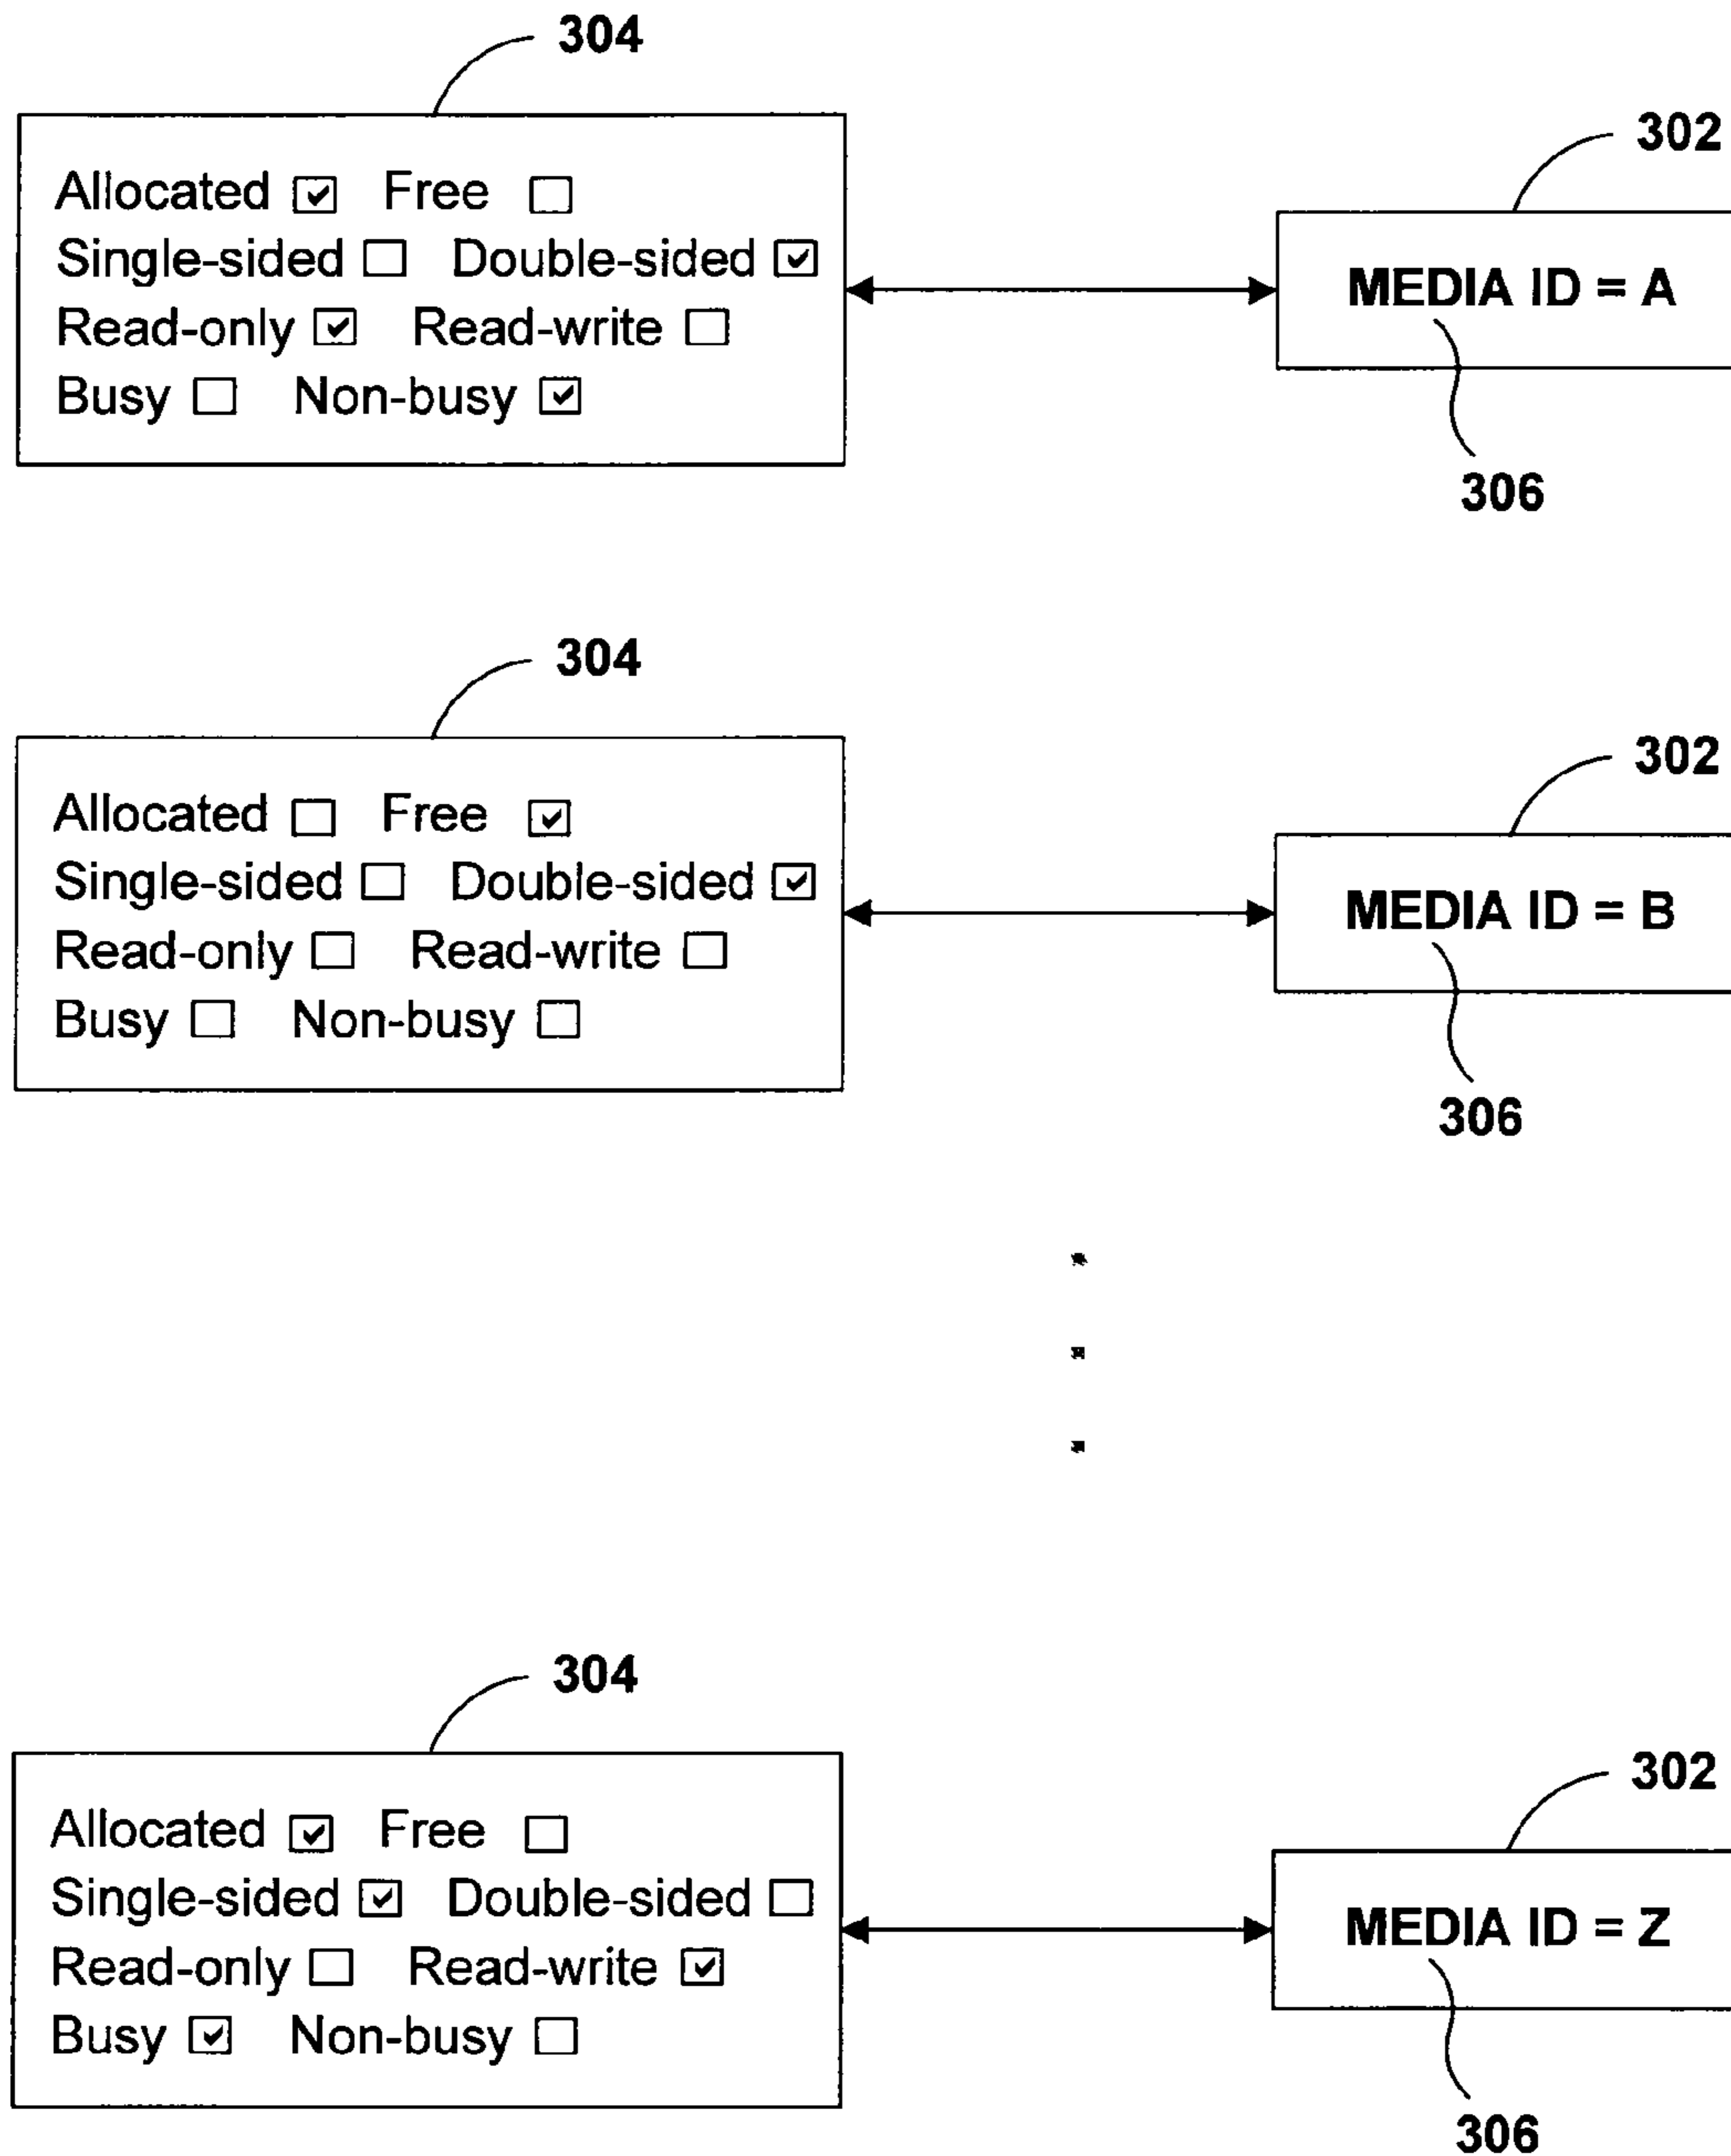 304
302
Allocated ☑ Free ☐
Single-sided ☐ Double-sided ☑
Read-only ☑ Read-write ☐
Busy ☐ Non-busy ☑
MEDIA ID = A
306
304
302
Allocated ☐ Free ☑
Single-sided ☐ Double-sided ☑
Read-only ☐ Read-write ☐
Busy ☐ Non-busy ☐
MEDIA ID = B
306
304
302
Allocated ☑ Free ☐
Single-sided ☑ Double-sided ☐
Read-only ☐ Read-write ☑
Busy ☑ Non-busy ☐
MEDIA ID = Z
306